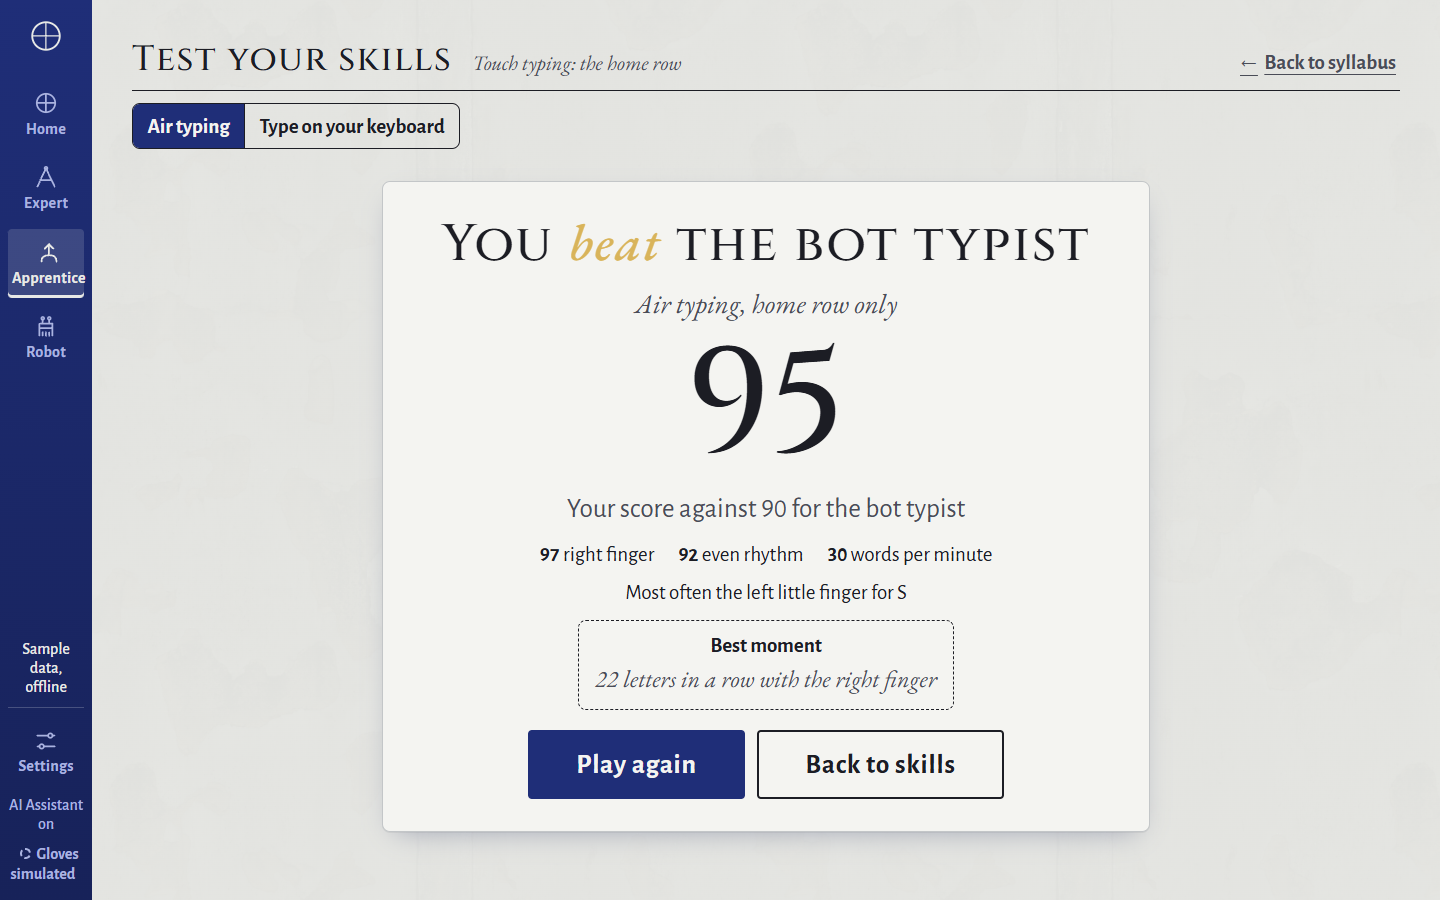 TEST YOUR SKILLS Touch typing: the home row
← Back to syllabus
Air typing Type on your keyboard
Home
Expert
Apprentice
Robot
Sample
data,
offline
Settings
AI Assistant
on
Gloves
simulated
YOU beat THE BOT TYPIST
Air typing, home row only
95
Your score against 90 for the bot typist
97 right finger 92 even rhythm 30 words per minute
Most often the left little finger for S
Best moment
22 letters in a row with the right finger
Play again Back to skills